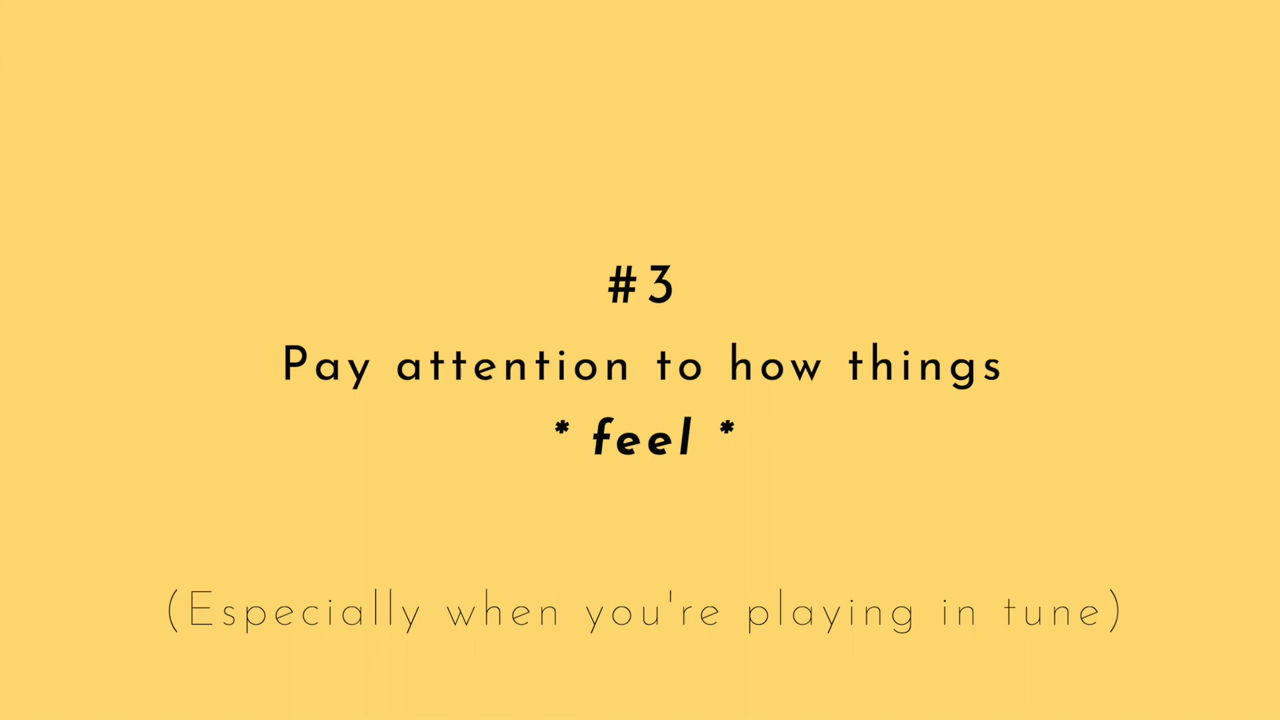 #3
Pay attention to how things
* feel *
(Especially when you're playing in tune)